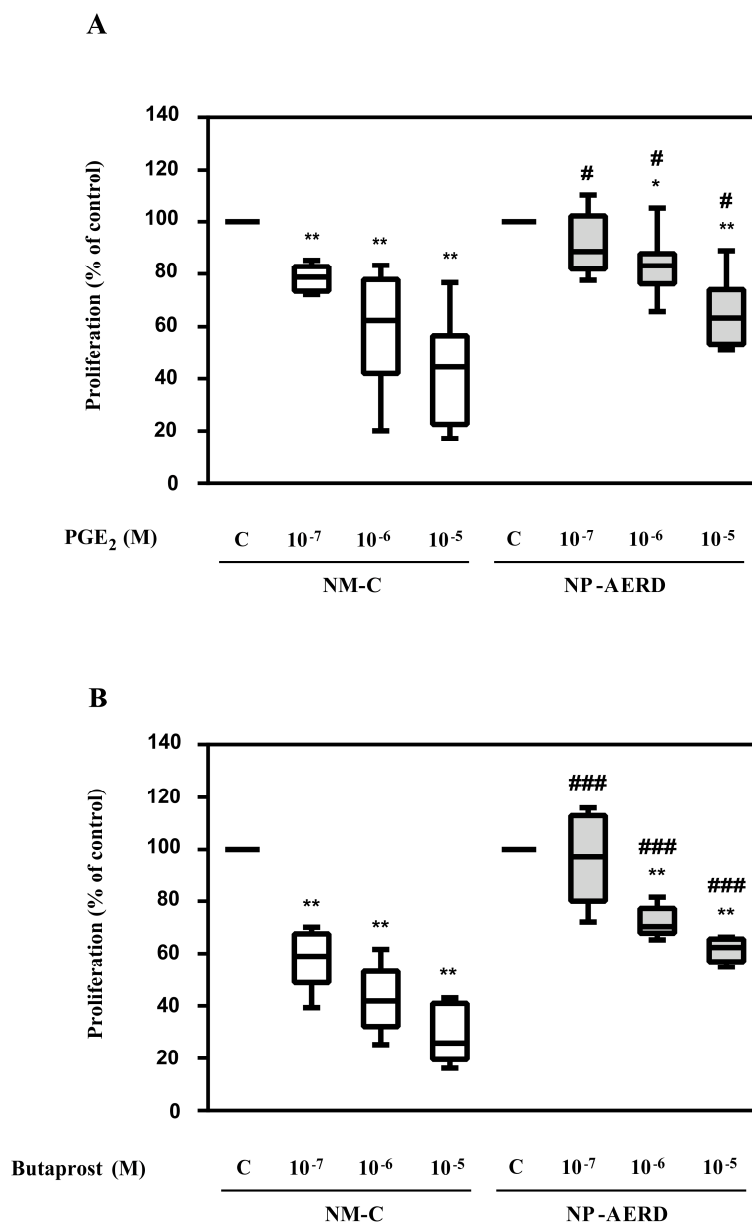 A
140
# #
120
# *
Proliferation (% of control)
100
** ** ** **
80
60
40
20
0
PGE2 (M) C 10-7 10-6 10-5 C 10-7 10-6 10-5
NM-C NP-AERD
B
140
###
120
Proliferation (% of control)
100
### **
80
** ** ** ### **
60
40
20
0
Butaprost (M) C 10-7 10-6 10-5 C 10-7 10-6 10-5
NM-C NP-AERD